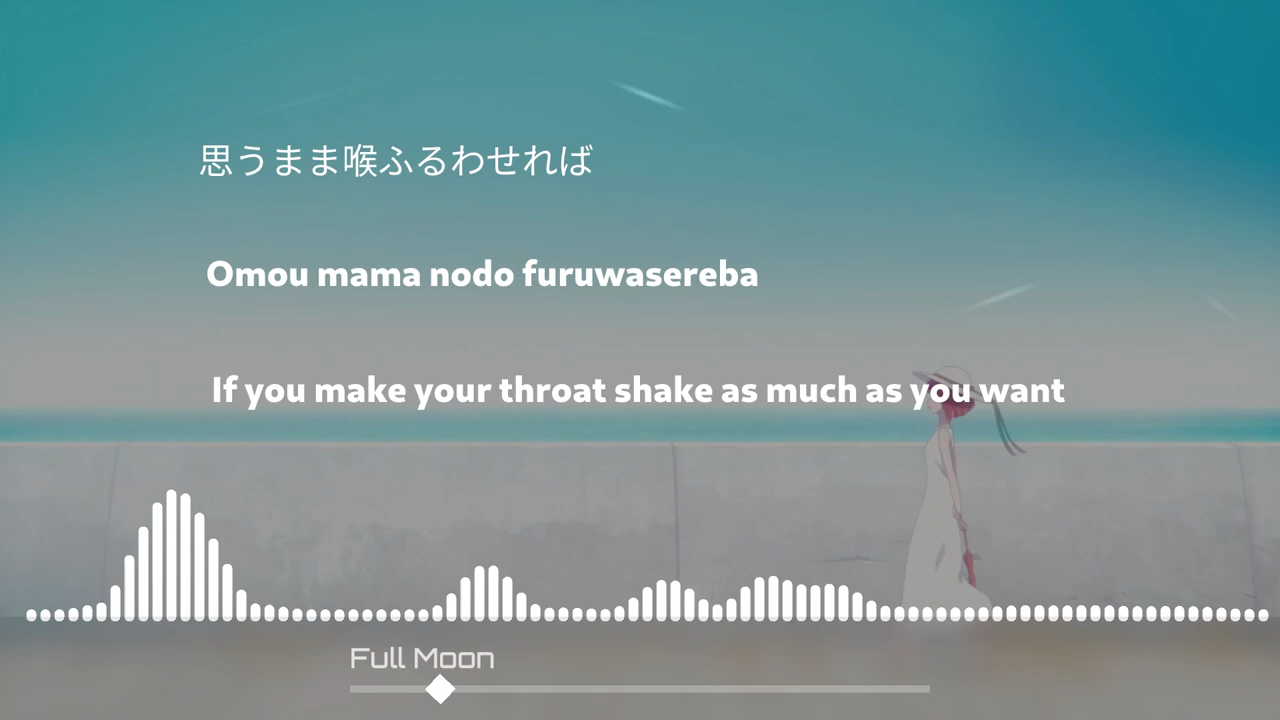 思うまま喉ふるわせれば
Omou mama nodo furuwasereba
If you make your throat shake as much as you want
Full Moon